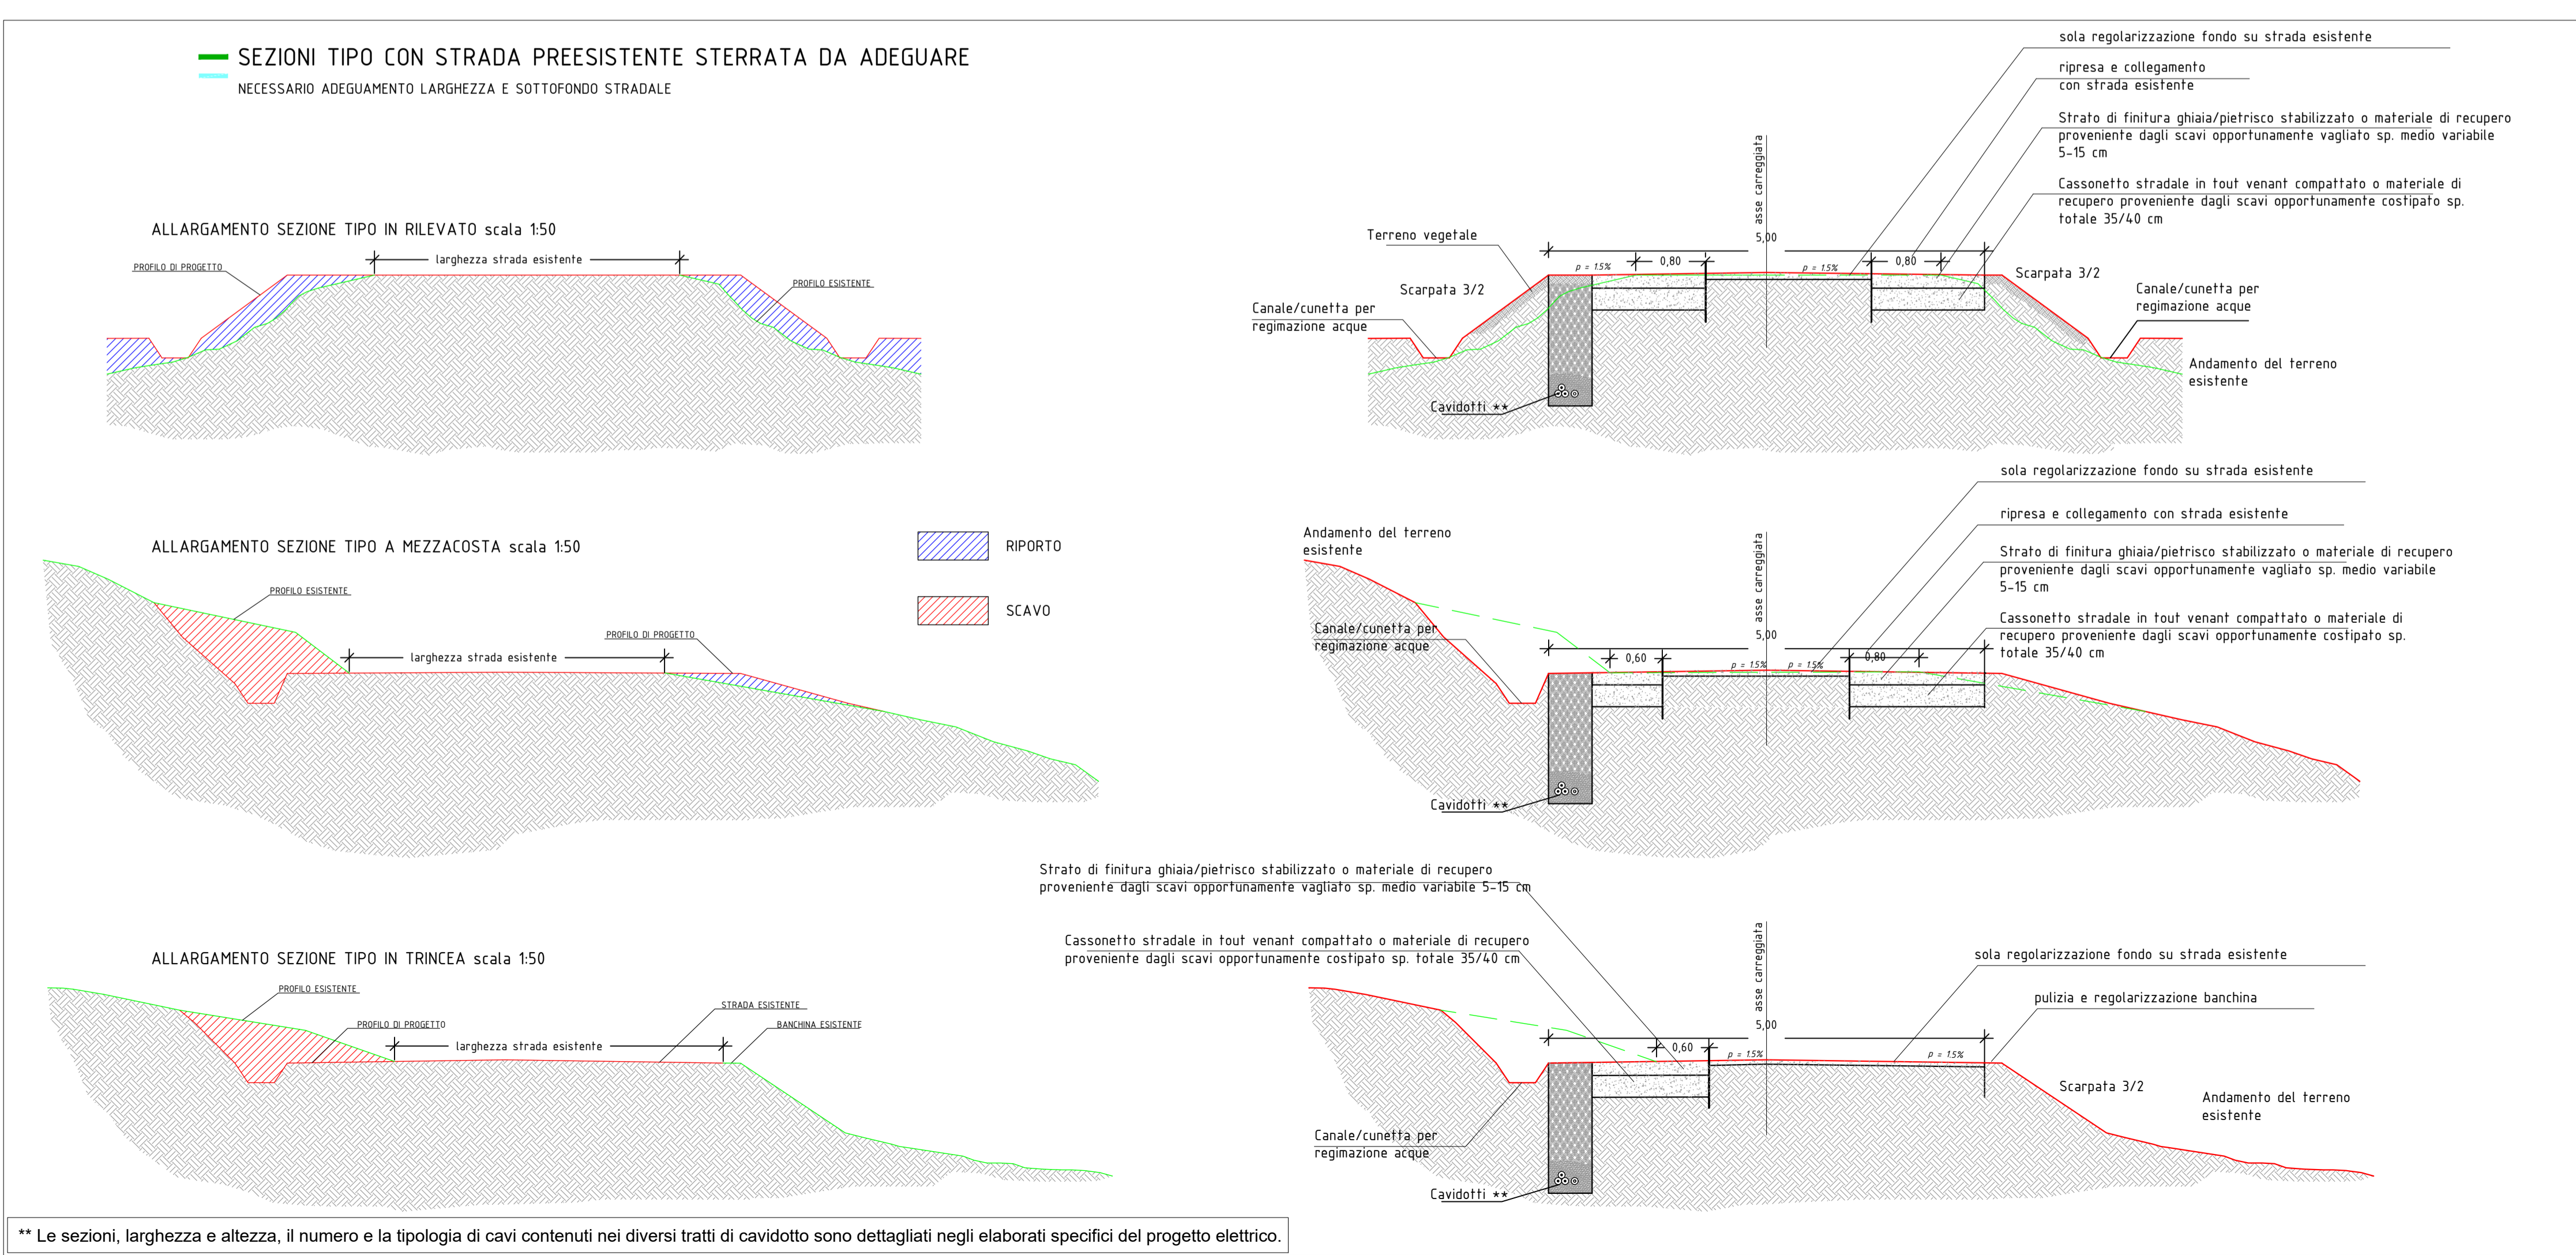 SEZIONI TIPO CON STRADA PREESISTENTE STERRATA DA ADEGUARE
NECESSARIO ADEGUAMENTO LARGHEZZA E SOTTOFONDO STRADALE
ALLARGAMENTO SEZIONE TIPO IN RILEVATO scala 1:50
PROFILO DI PROGETTO
larghezza strada esistente
PROFILO ESISTENTE
sola regolarizzazione fondo su strada esistente
ripresa e collegamento
con strada esistente
Strato di finitura ghiaia/pietrisco stabilizzato o materiale di recupero
proveniente dagli scavi opportunamente vagliato sp. medio variabile
5-15 cm
Cassonetto stradale in tout venant compattato o materiale di
recupero proveniente dagli scavi opportunamente costipato sp.
totale 35/40 cm
asse carreggiata
5,00
Terreno vegetale
p = 1.5%
0,80
p = 1.5%
0,80
Scarpata 3/2
Scarpata 3/2
Canale/cunetta per
regimazione acque
Canale/cunetta per
regimazione acque
Andamento del terreno
esistente
Cavidotti **
ALLARGAMENTO SEZIONE TIPO A MEZZACOSTA scala 1:50
PROFILO ESISTENTE
larghezza strada esistente
PROFILO DI PROGETTO
RIPORTO
SCAVO
Andamento del terreno
esistente
sola regolarizzazione fondo su strada esistente
ripresa e collegamento con strada esistente
Strato di finitura ghiaia/pietrisco stabilizzato o materiale di recupero
proveniente dagli scavi opportunamente vagliato sp. medio variabile
5-15 cm
Cassonetto stradale in tout venant compattato o materiale di
recupero proveniente dagli scavi opportunamente costipato sp.
totale 35/40 cm
asse carreggiata
5,00
Canale/cunetta per
regimazione acque
0,60
p = 1.5%
p = 1.5%
0,80
Cavidotti **
ALLARGAMENTO SEZIONE TIPO IN TRINCEA scala 1:50
PROFILO ESISTENTE
PROFILO DI PROGETTO
larghezza strada esistente
STRADA ESISTENTE
BANCHINA ESISTENTE
Strato di finitura ghiaia/pietrisco stabilizzato o materiale di recupero
proveniente dagli scavi opportunamente vagliato sp. medio variabile 5-15 cm
Cassonetto stradale in tout venant compattato o materiale di recupero
proveniente dagli scavi opportunamente costipato sp. totale 35/40 cm
asse carreggiata
5,00
sola regolarizzazione fondo su strada esistente
pulizia e regolarizzazione banchina
0,60
p = 1.5%
p = 1.5%
Scarpata 3/2
Andamento del terreno
esistente
Canale/cunetta per
regimazione acque
Cavidotti **
** Le sezioni, larghezza e altezza, il numero e la tipologia di cavi contenuti nei diversi tratti di cavidotto sono dettagliati negli elaborati specifici del progetto elettrico.